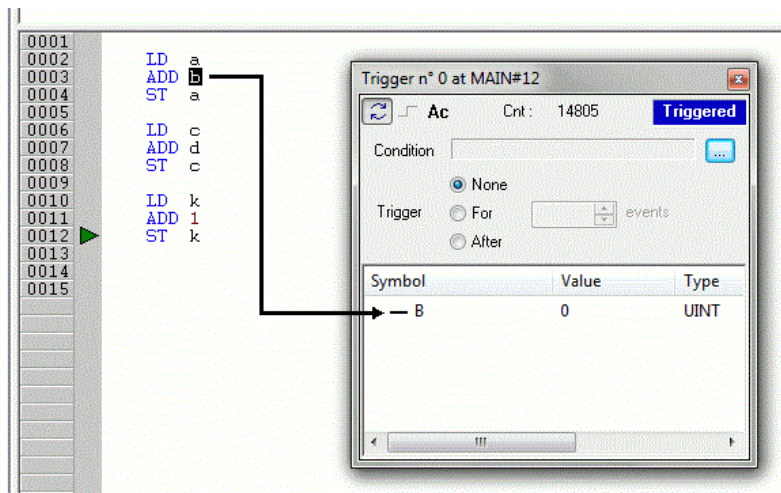 0001
0002 LD a
0003 ADD b
0004 ST a
0005
0006 LD c
0007 ADD d
0008 ST c
0009
0010 LD k
0011 ADD 1
0012 ST k
0013
0014
0015
Trigger n° 0 at MAIN#12
Ac Cnt : 14805 Triggered
Condition ...
None
Trigger For events
After
Symbol Value Type
B 0 UINT